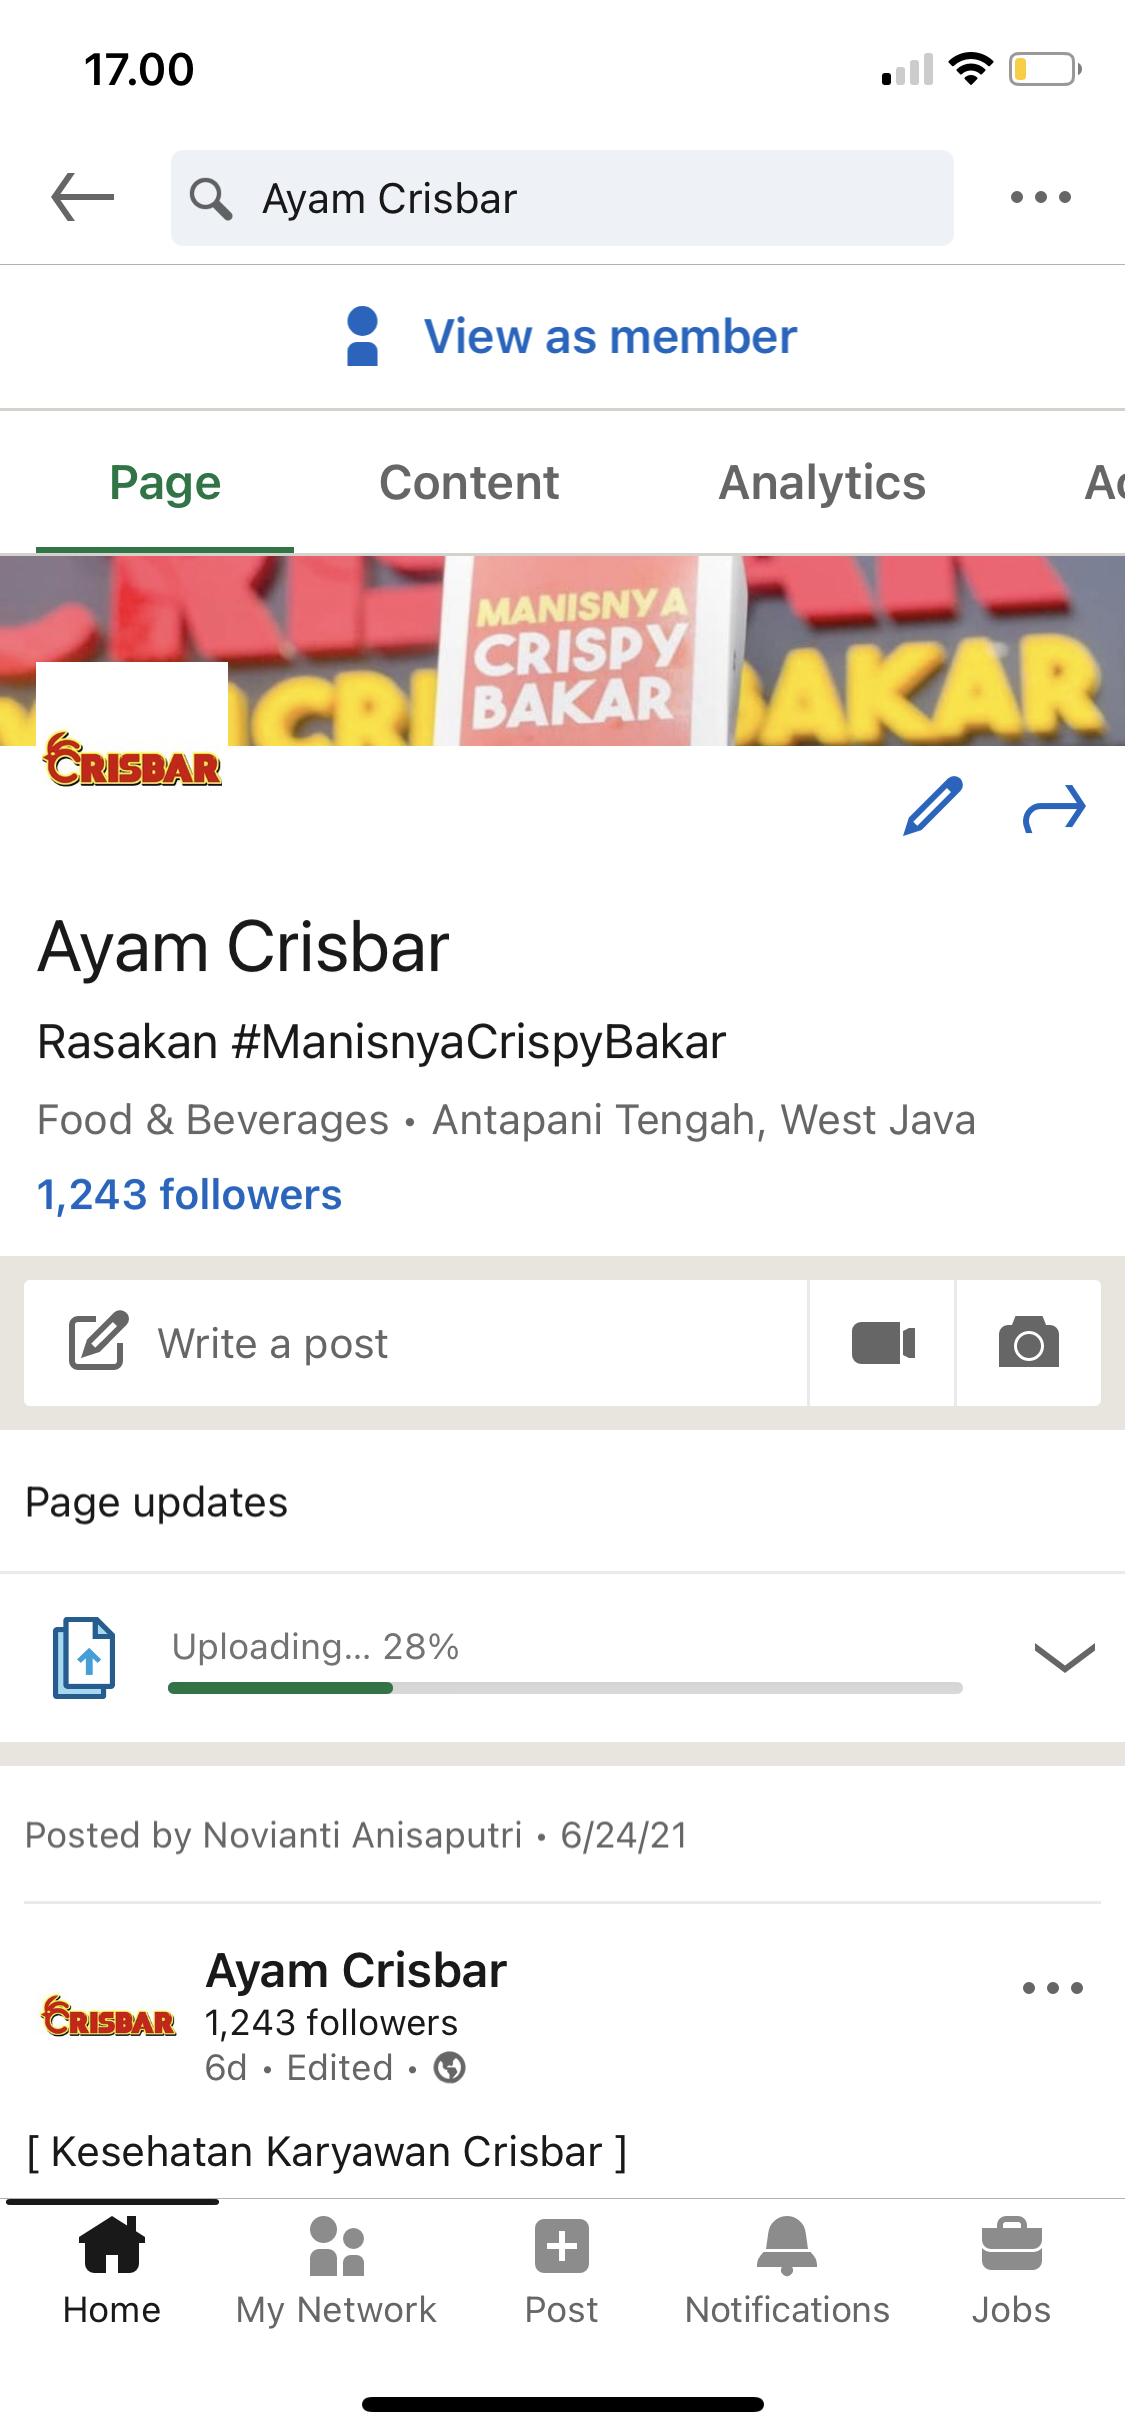 17.00
Ayam Crisbar
View as member
Page
Content
Analytics
MANISNYA
CRISPY
BAKAR
BAKAR
CRISBAR
Ayam Crisbar
Rasakan #ManisnyaCrispyBakar
Food & Beverages • Antapani Tengah, West Java
1,243 followers
Write a post
Page updates
Uploading... 28%
Posted by Novianti Anisaputri • 6/24/21
CRISBAR
Ayam Crisbar
1,243 followers
6d • Edited •
[ Kesehatan Karyawan Crisbar ]
Home
My Network
Post
Notifications
Jobs